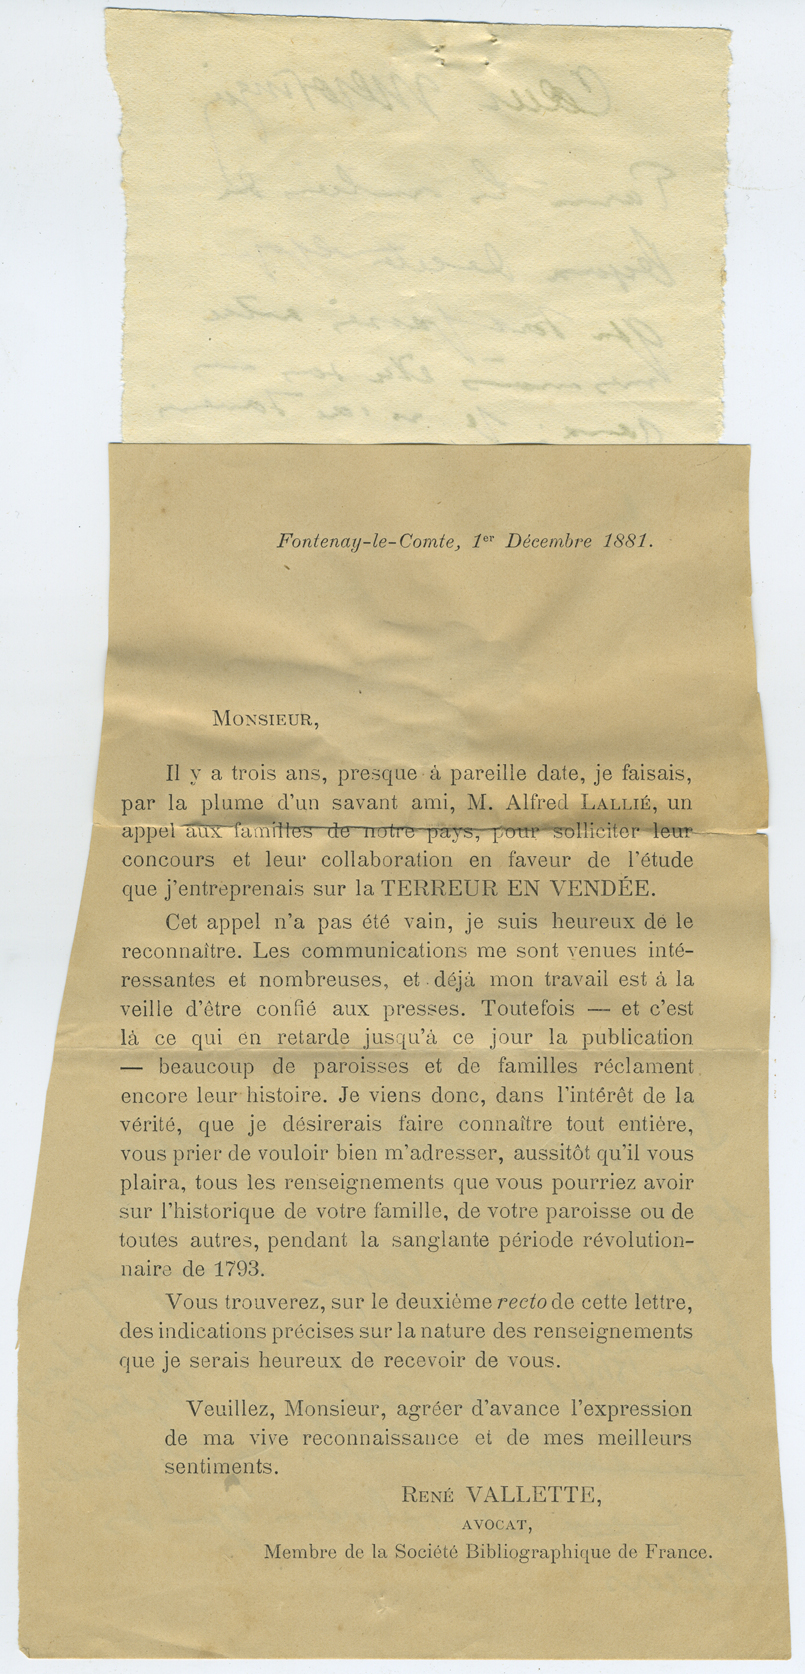 Fontenay-le-Comte, 1er Décembre 1881.
MONSIEUR,
Il y a trois ans, presque à pareille date, je faisais,
par la plume d'un savant ami, M. Alfred LALLIÉ, un
appel aux familles de notre pays, pour solliciter leur
concours et leur collaboration en faveur de l'étude
que j'entreprenais sur la TERREUR EN VENDÉE.
Cet appel n'a pas été vain, je suis heureux de le
reconnaître. Les communications me sont venues inté-
ressantes et nombreuses, et déjà mon travail est à la
veille d'être confié aux presses. Toutefois — et c'est
là ce qui en retarde jusqu'à ce jour la publication
— beaucoup de paroisses et de familles réclament
encore leur histoire. Je viens donc, dans l'intérêt de la
vérité, que je désirerais faire connaître tout entière,
vous prier de vouloir bien m'adresser, aussitôt qu'il vous
plaira, tous les renseignements que vous pourriez avoir
sur l'historique de votre famille, de votre paroisse ou de
toutes autres, pendant la sanglante période révolution-
naire de 1793.
Vous trouverez, sur le deuxième recto de cette lettre,
des indications précises sur la nature des renseignements
que je serais heureux de recevoir de vous.
Veuillez, Monsieur, agréer d'avance l'expression
de ma vive reconnaissance et de mes meilleurs
sentiments.
RENÉ VALLETTE,
AVOCAT,
Membre de la Société Bibliographique de France.